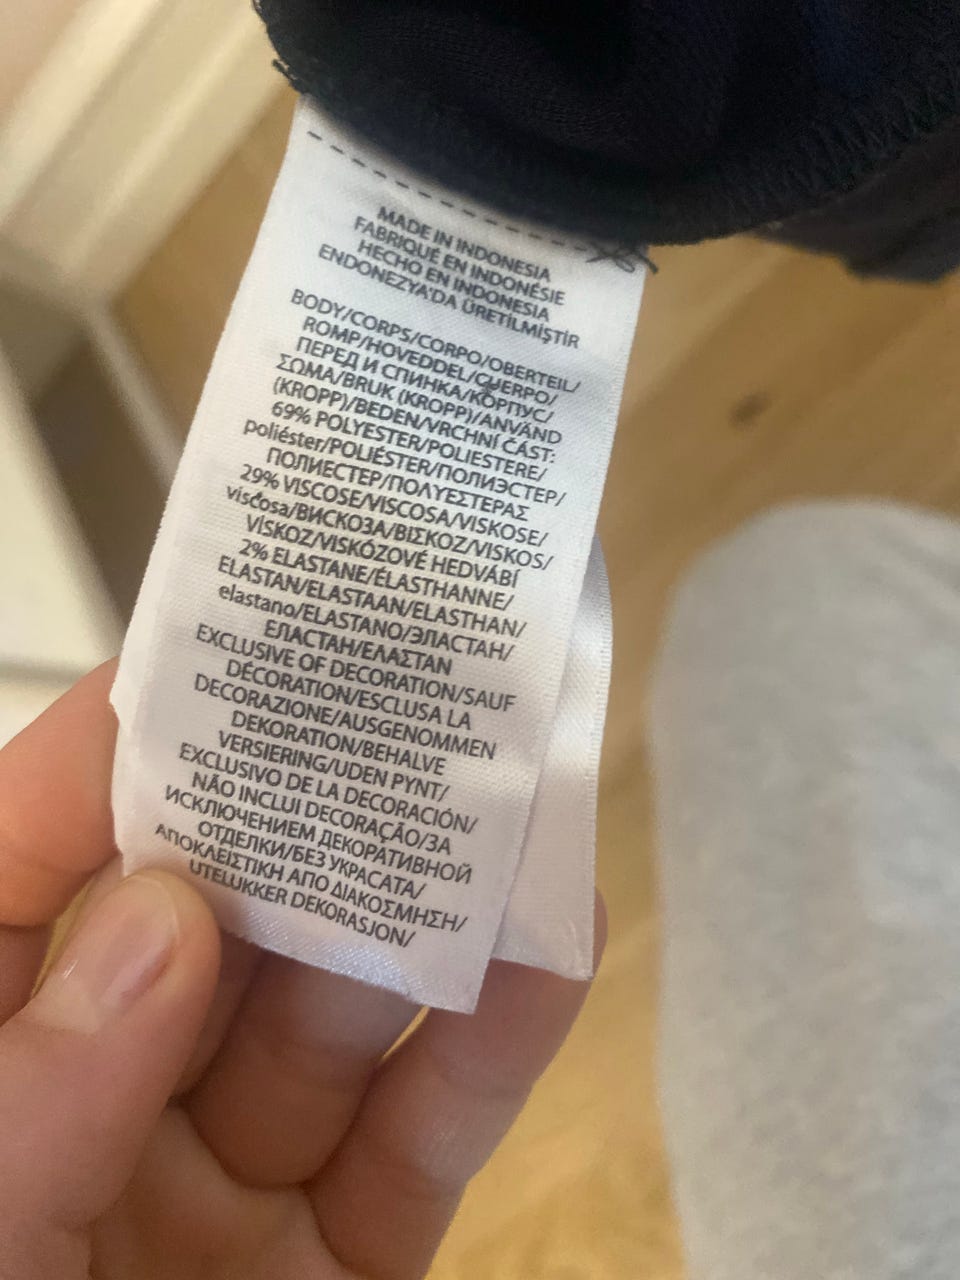 MADE IN INDONESIA
FABRIQUÉ EN INDONÉSIE
HECHO EN INDONESIA
ENDONEZYA'DA ÜRETİLMİŞTİR
BODY/CORPS/CORPO/OBERTEIL/
ROMP/HOVEDDEL/CUERPO/
ПЕРЕД И СПИНКА/КОРПУС/
ΣΩΜΑ/BRUK (KROPP)/ANVÄND
(KROPP)/BEDEN/VRCHNÍ ČÁST:
69% POLYESTER/POLIESTERE/
poliéster/POLIÉSTER/ПОЛИЭСТЕР/
ПОЛИЕСТЕР/ΠΟΛΥΕΣΤΕΡΑΣ
29% VISCOSE/VISCOSA/VISKOSE/
viscosa/ВИСКОЗА/ΒΙΣΚΟΖ/VISKOS/
VİSKOZ/VISKÓZOVÉ HEDVÁBÍ
2% ELASTANE/ÉLASTHANNE/
ELASTAN/ELASTAAN/ELASTHAN/
elastano/ELASTANO/ЭЛАСТАН/
ЕЛАСТАН/ΕΛΑΣΤΑΝ
EXCLUSIVE OF DECORATION/SAUF
DÉCORATION/ESCLUSA LA
DECORAZIONE/AUSGENOMMEN
DEKORATION/BEHALVE
VERSIERING/UDEN PYNT/
EXCLUSIVO DE LA DECORACIÓN/
NÃO INCLUI DECORAÇÃO/ЗА
ИСКЛЮЧЕНИЕМ ДЕКОРАТИВНОЙ
ОТДЕЛКИ/БЕЗ УКРАСАТА/
ΑΠΟΚΛΕΙΣΤΙΚΗ ΑΠΟ ΔΙΑΚΟΣΜΗΣΗ/
UTELUKKER DEKORASJON/